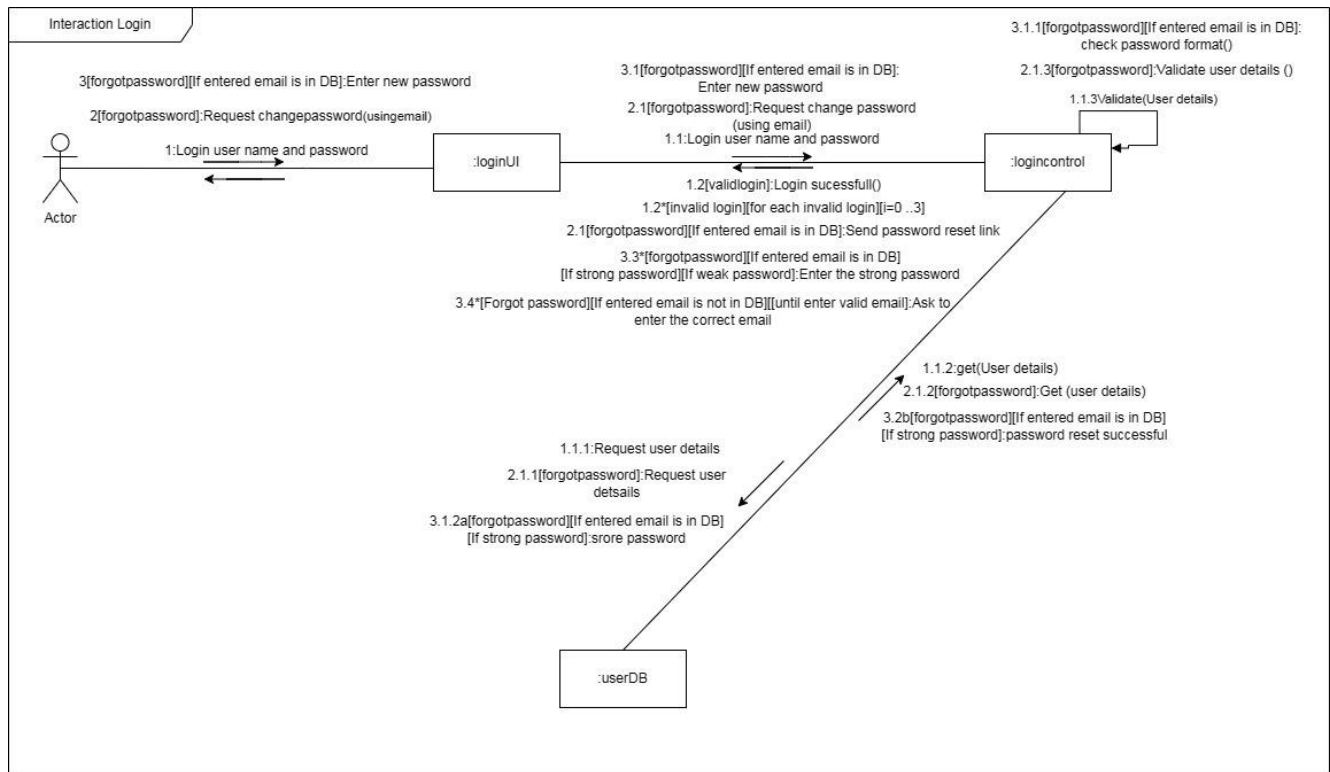 Interaction Login
3.1.1[forgotpassword][If entered email is in DB]:
check password format()
3[forgotpassword][If entered email is in DB]:Enter new password
3.1[forgotpassword][If entered email is in DB]:
Enter new password
2.1.3[forgotpassword]:Validate user details ()
2[forgotpassword]:Request changepassword(usingemail)
2.1[forgotpassword]:Request change password
(using email)
1.1.3Validate(User details)
1:Login user name and password
1.1:Login user name and password
:loginUI
:logincontrol
Actor
1.2[validlogin]:Login sucessfull()
1.2*[invalid login][for each invalid login][i=0 ..3]
2.1[forgotpassword][If entered email is in DB]:Send password reset link
3.3*[forgotpassword][If entered email is in DB]
[If strong password][If weak password]:Enter the strong password
3.4*[Forgot password][If entered email is not in DB][[until enter valid email]:Ask to
enter the correct email
1.1.2:get(User details)
2.1.2[forgotpassword]:Get (user details)
3.2b[forgotpassword][If entered email is in DB]
[If strong password]:password reset successful
1.1.1:Request user details
2.1.1[forgotpassword]:Request user
detsails
3.1.2a[forgotpassword][If entered email is in DB]
[If strong password]:srore password
:userDB